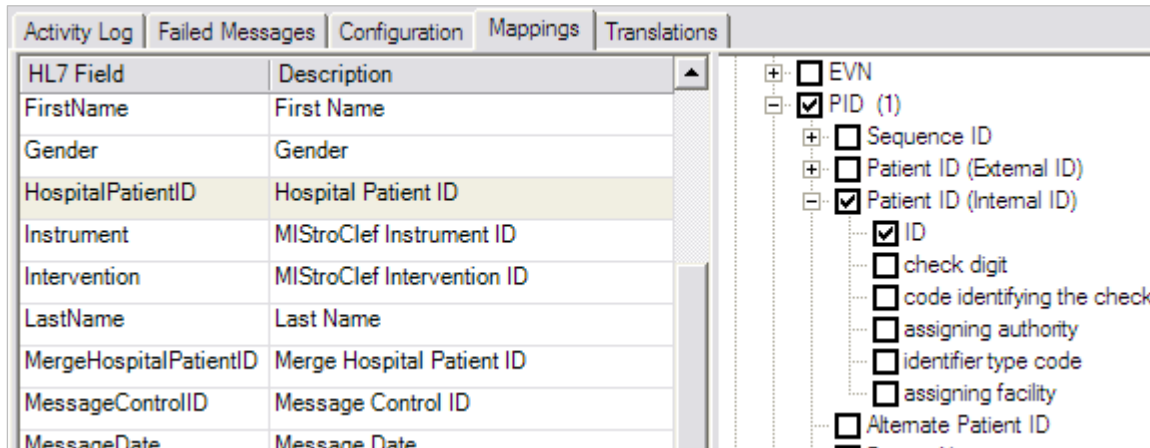 Activity Log Failed Messages Configuration Mappings Translations
HL7 Field Description
FirstName First Name
Gender Gender
HospitalPatientID Hospital Patient ID
Instrument MIStroClef Instrument ID
Intervention MIStroClef Intervention ID
LastName Last Name
MergeHospitalPatientID Merge Hospital Patient ID
MessageControlID Message Control ID
MessageDate Message Date
EVN
PID (1)
Sequence ID
Patient ID (External ID)
Patient ID (Internal ID)
ID
check digit
code identifying the check
assigning authority
identifier type code
assigning facility
Alternate Patient ID